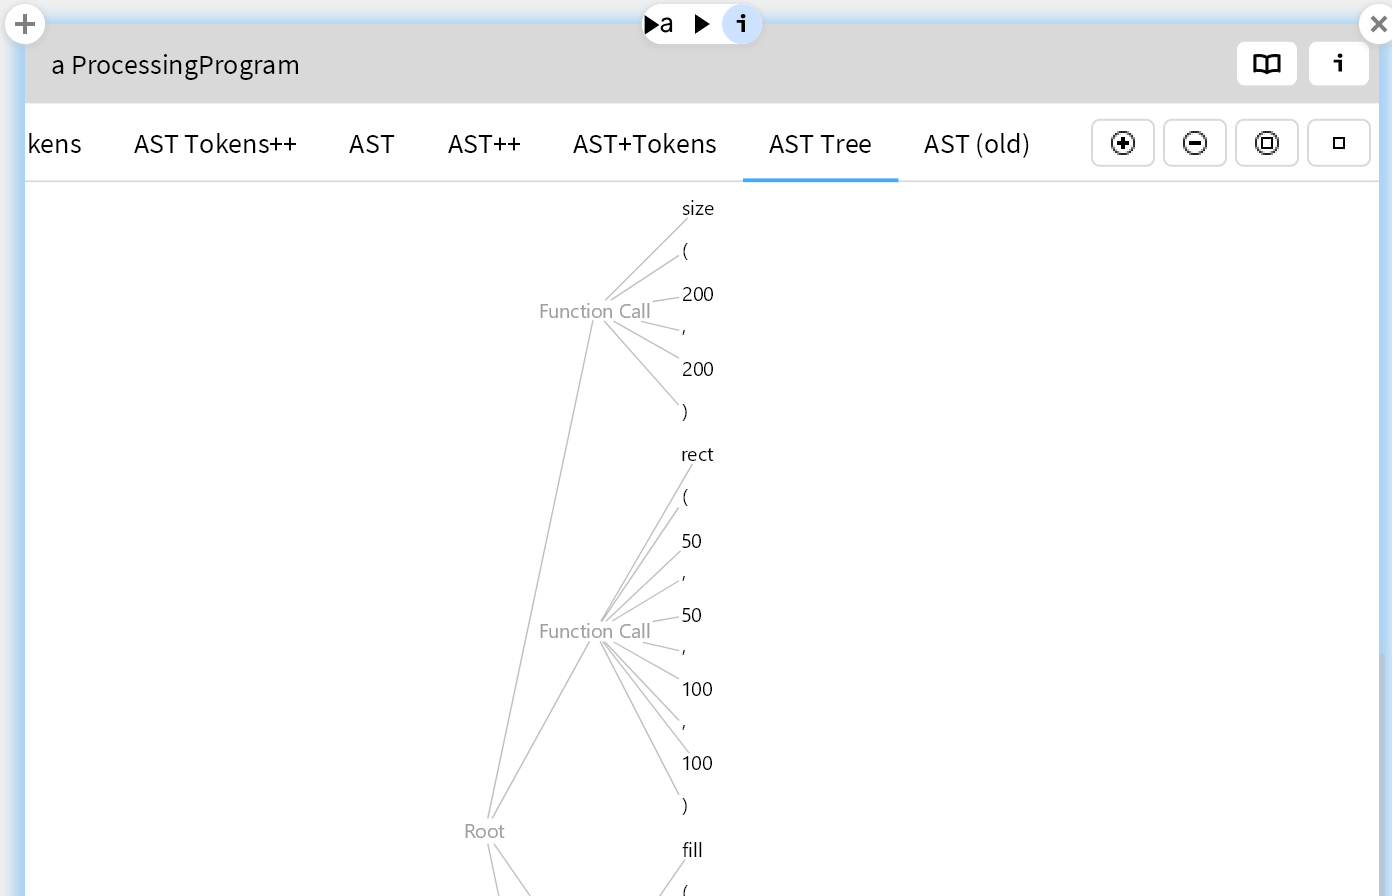 ▶a ▶ i
a ProcessingProgram i
kens AST Tokens++ AST AST++ AST+Tokens AST Tree AST (old)
size
(
200
Function Call
,
200
)
rect
(
50
,
50
Function Call
,
100
,
100
)
Root
fill
(